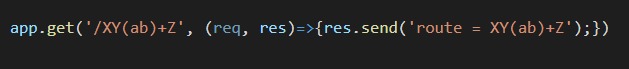 app.get('/XY(ab)+Z', (req, res)=>{res.send('route = XY(ab)+Z');})